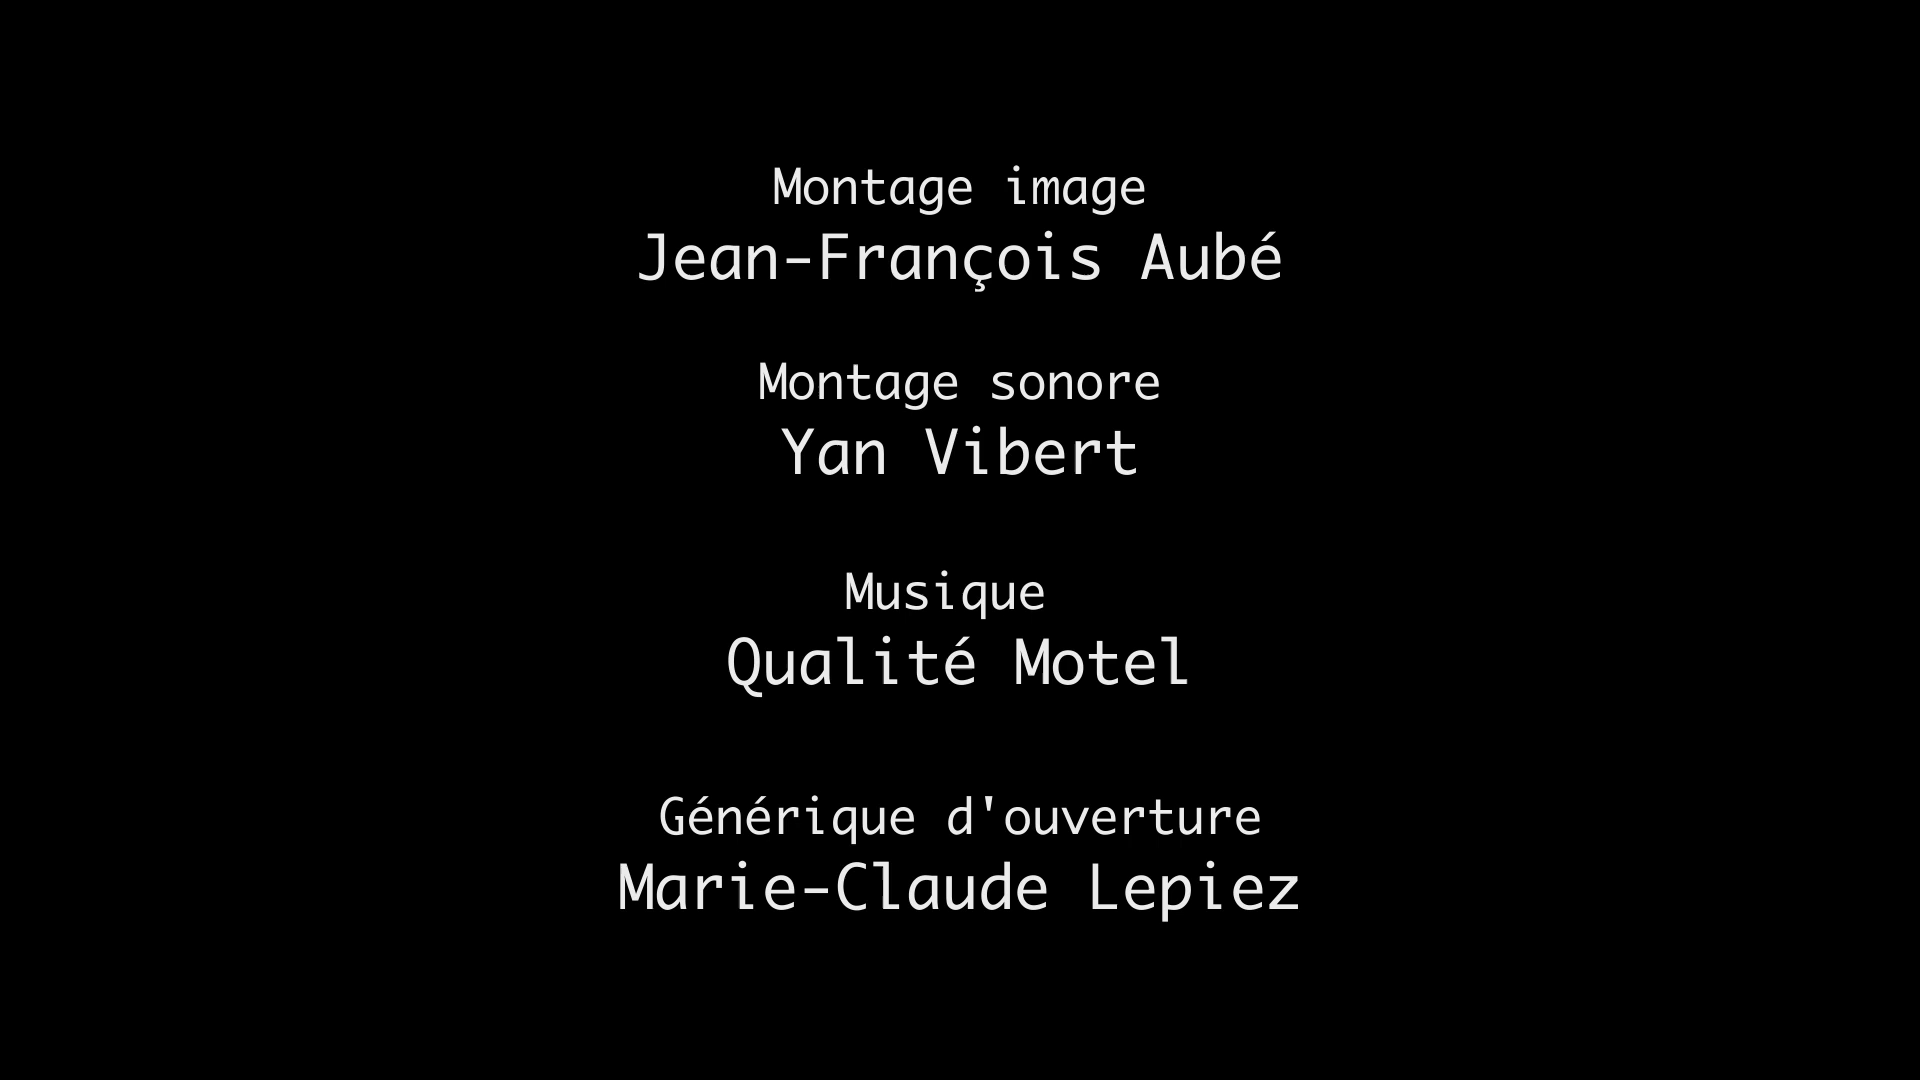 Montage image
Jean-François Aubé
Montage sonore
Yan Vibert
Musique
Qualité Motel
Générique d'ouverture
Marie-Claude Lepiez